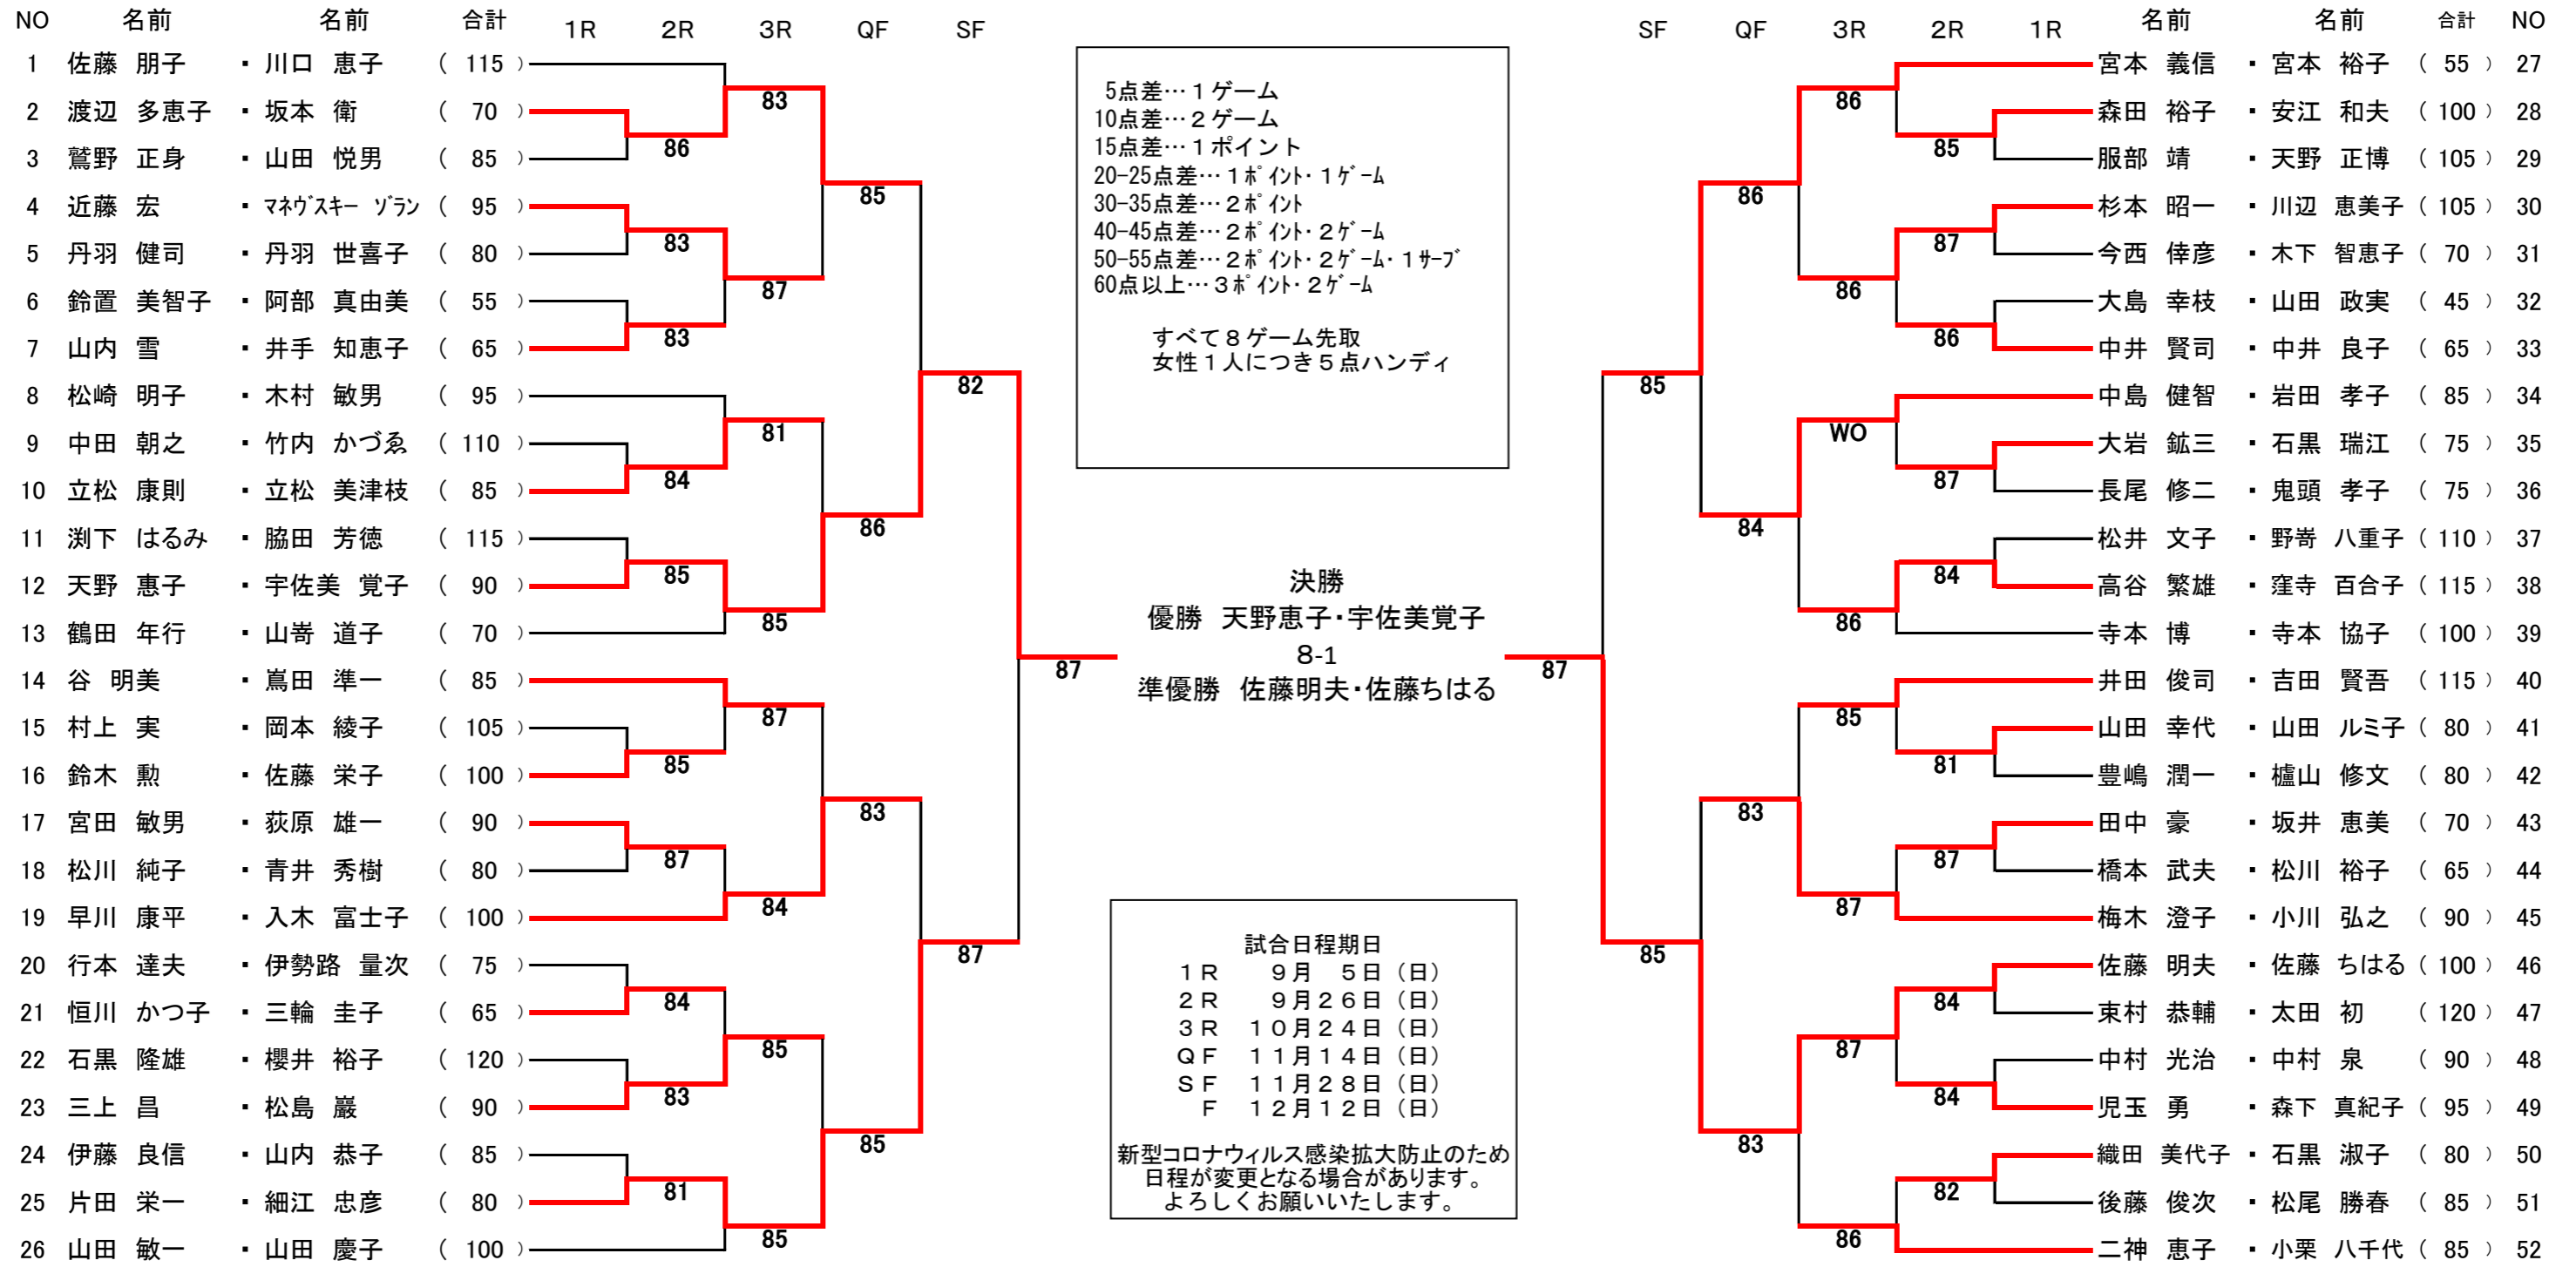 NO 名前 名前 合計 1R 2R 3R QF SF
1 佐藤 朋子 ・ 川口 恵子 ( 115 )
83
2 渡辺 多恵子 ・ 坂本 衛 ( 70 )
86
3 鷲野 正身 ・ 山田 悦男 ( 85 )
85
4 近藤 宏 ・ マネヴスキー ゾラン ( 95 )
83
5 丹羽 健司 ・ 丹羽 世喜子 ( 80 )
87
6 鈴置 美智子 ・ 阿部 真由美 ( 55 )
83
7 山内 雪 ・ 井手 知恵子 ( 65 )
82
8 松崎 明子 ・ 木村 敏男 ( 95 )
81
9 中田 朝之 ・ 竹内 かづゑ ( 110 )
84
10 立松 康則 ・ 立松 美津枝 ( 85 )
86
11 渕下 はるみ ・ 脇田 芳徳 ( 115 )
85
12 天野 惠子 ・ 宇佐美 覚子 ( 90 )
85
13 鶴田 年行 ・ 山嵜 道子 ( 70 )
87
14 谷 明美 ・ 嶌田 準一 ( 85 )
87
15 村上 実 ・ 岡本 綾子 ( 105 )
85
16 鈴木 勲 ・ 佐藤 栄子 ( 100 )
83
17 宮田 敏男 ・ 荻原 雄一 ( 90 )
87
18 松川 純子 ・ 青井 秀樹 ( 80 )
84
19 早川 康平 ・ 入木 富士子 ( 100 )
87
20 行本 達夫 ・ 伊勢路 量次 ( 75 )
84
21 恒川 かつ子 ・ 三輪 圭子 ( 65 )
85
22 石黒 隆雄 ・ 櫻井 裕子 ( 120 )
83
23 三上 昌 ・ 松島 巌 ( 90 )
85
24 伊藤 良信 ・ 山内 恭子 ( 85 )
81
25 片田 栄一 ・ 細江 忠彦 ( 80 )
85
26 山田 敏一 ・ 山田 慶子 ( 100 )
5点差…1ゲーム
10点差…2ゲーム
15点差…1ポイント
20-25点差…1ポイント・1ゲーム
30-35点差…2ポイント
40-45点差…2ポイント・2ゲーム
50-55点差…2ポイント・2ゲーム・1サーブ
60点以上…3ポイント・2ゲーム
すべて8ゲーム先取
女性1人につき5点ハンディ
決勝
優勝 天野恵子・宇佐美覚子
8-1
準優勝 佐藤明夫・佐藤ちはる
試合日程期日
1R 9月 5日(日)
2R 9月26日(日)
3R 10月24日(日)
QF 11月14日(日)
SF 11月28日(日)
F 12月12日(日)
新型コロナウィルス感染拡大防止のため
日程が変更となる場合があります。
よろしくお願いいたします。
SF QF 3R 2R 1R 名前 名前 合計 NO
宮本 義信 ・ 宮本 裕子 ( 55 ) 27
86
森田 裕子 ・ 安江 和夫 ( 100 ) 28
85
服部 靖 ・ 天野 正博 ( 105 ) 29
86
杉本 昭一 ・ 川辺 恵美子 ( 105 ) 30
87
今西 倖彦 ・ 木下 智恵子 ( 70 ) 31
86
大島 幸枝 ・ 山田 政実 ( 45 ) 32
86
中井 賢司 ・ 中井 良子 ( 65 ) 33
85
中島 健智 ・ 岩田 孝子 ( 85 ) 34
WO
大岩 鉱三 ・ 石黒 瑞江 ( 75 ) 35
87
長尾 修二 ・ 鬼頭 孝子 ( 75 ) 36
84
松井 文子 ・ 野嵜 八重子 ( 110 ) 37
84
高谷 繁雄 ・ 窪寺 百合子 ( 115 ) 38
86
寺本 博 ・ 寺本 協子 ( 100 ) 39
87
井田 俊司 ・ 吉田 賢吾 ( 115 ) 40
85
山田 幸代 ・ 山田 ルミ子 ( 80 ) 41
81
豊嶋 潤一 ・ 櫨山 修文 ( 80 ) 42
83
田中 豪 ・ 坂井 恵美 ( 70 ) 43
87
橋本 武夫 ・ 松川 裕子 ( 65 ) 44
87
梅木 澄子 ・ 小川 弘之 ( 90 ) 45
85
佐藤 明夫 ・ 佐藤 ちはる ( 100 ) 46
84
東村 恭輔 ・ 太田 初 ( 120 ) 47
87
中村 光治 ・ 中村 泉 ( 90 ) 48
84
児玉 勇 ・ 森下 真紀子 ( 95 ) 49
83
織田 美代子 ・ 石黒 淑子 ( 80 ) 50
82
後藤 俊次 ・ 松尾 勝春 ( 85 ) 51
86
二神 恵子 ・ 小栗 八千代 ( 85 ) 52